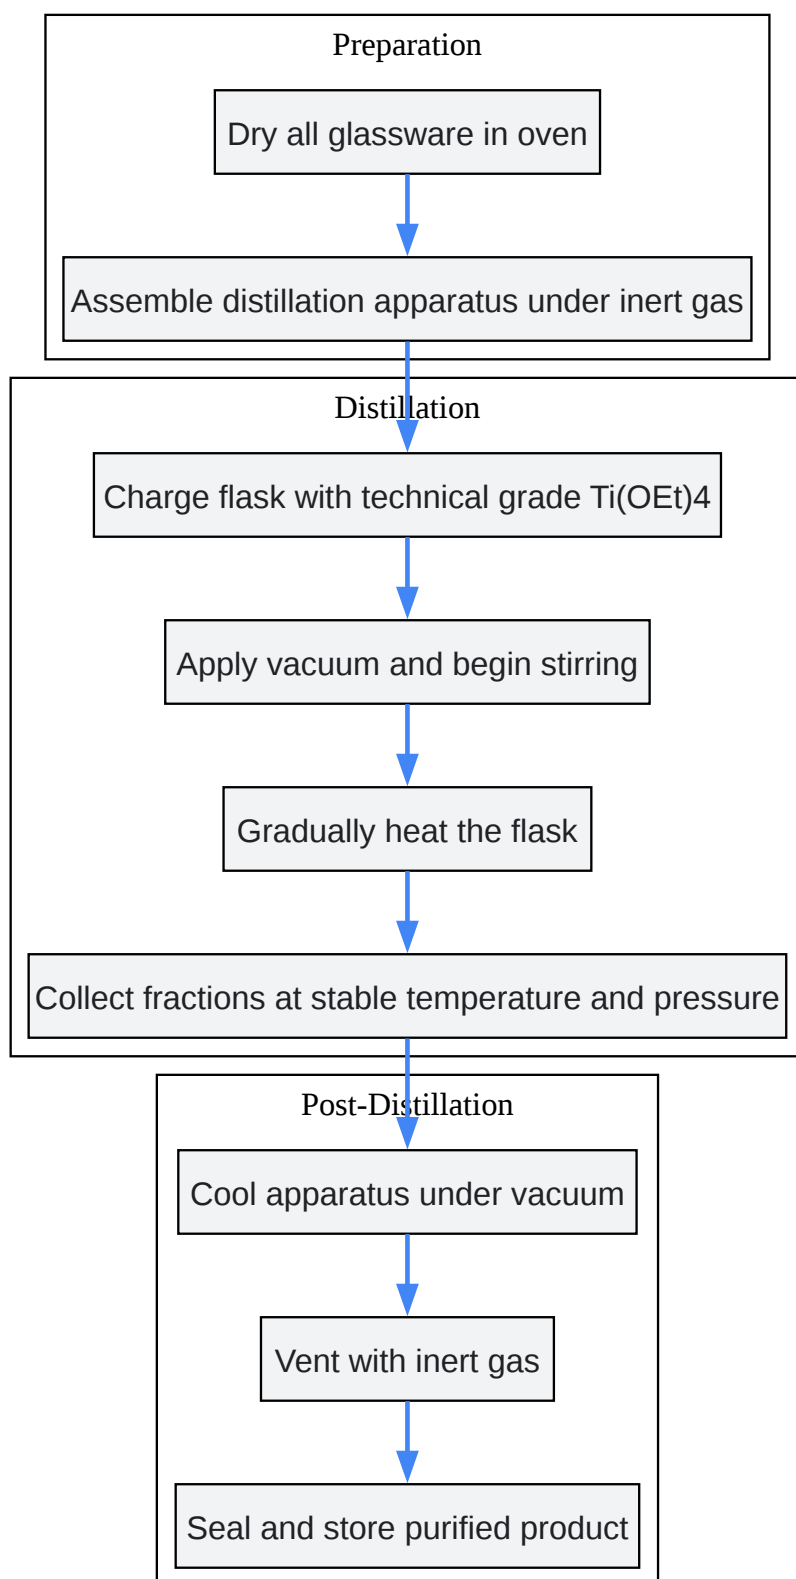 Preparation
Dry all glassware in oven
Assemble distillation apparatus under inert gas
Distillation
Charge flask with technical grade Ti(OEt)4
Apply vacuum and begin stirring
Gradually heat the flask
Collect fractions at stable temperature and pressure
Post-Distillation
Cool apparatus under vacuum
Vent with inert gas
Seal and store purified product